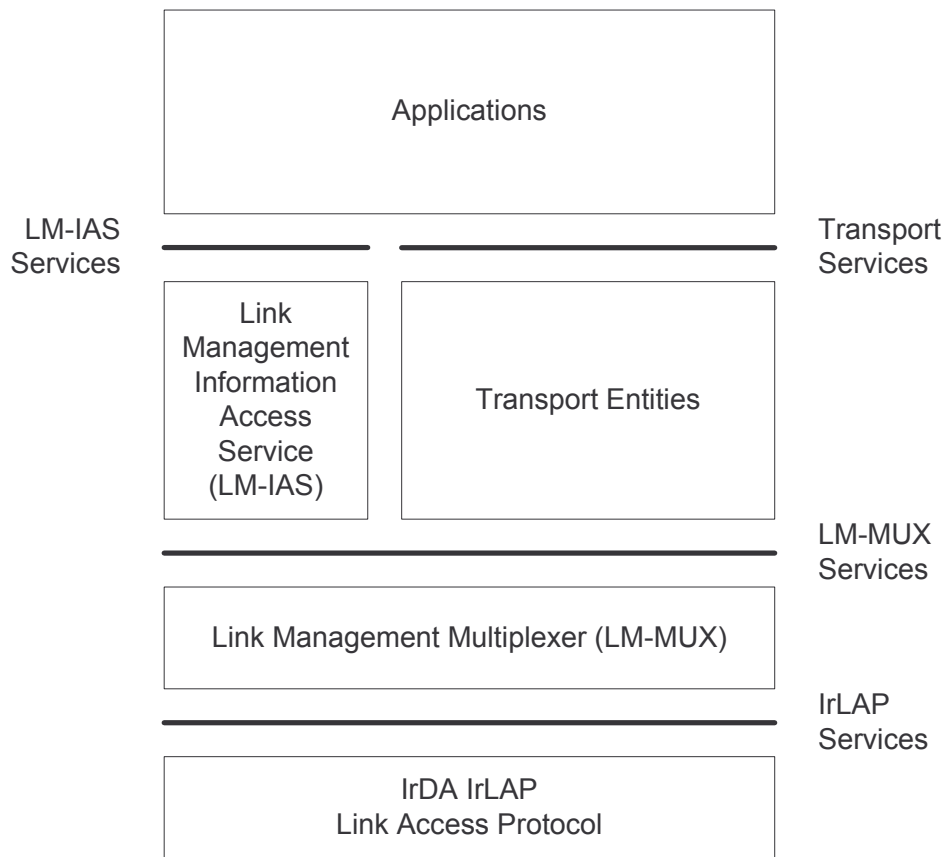 Applications
LM-IAS
Services
Transport
Services
Link
Management
Information
Access
Service
(LM-IAS)
Transport Entities
LM-MUX
Services
Link Management Multiplexer (LM-MUX)
IrLAP
Services
IrDA IrLAP
Link Access Protocol